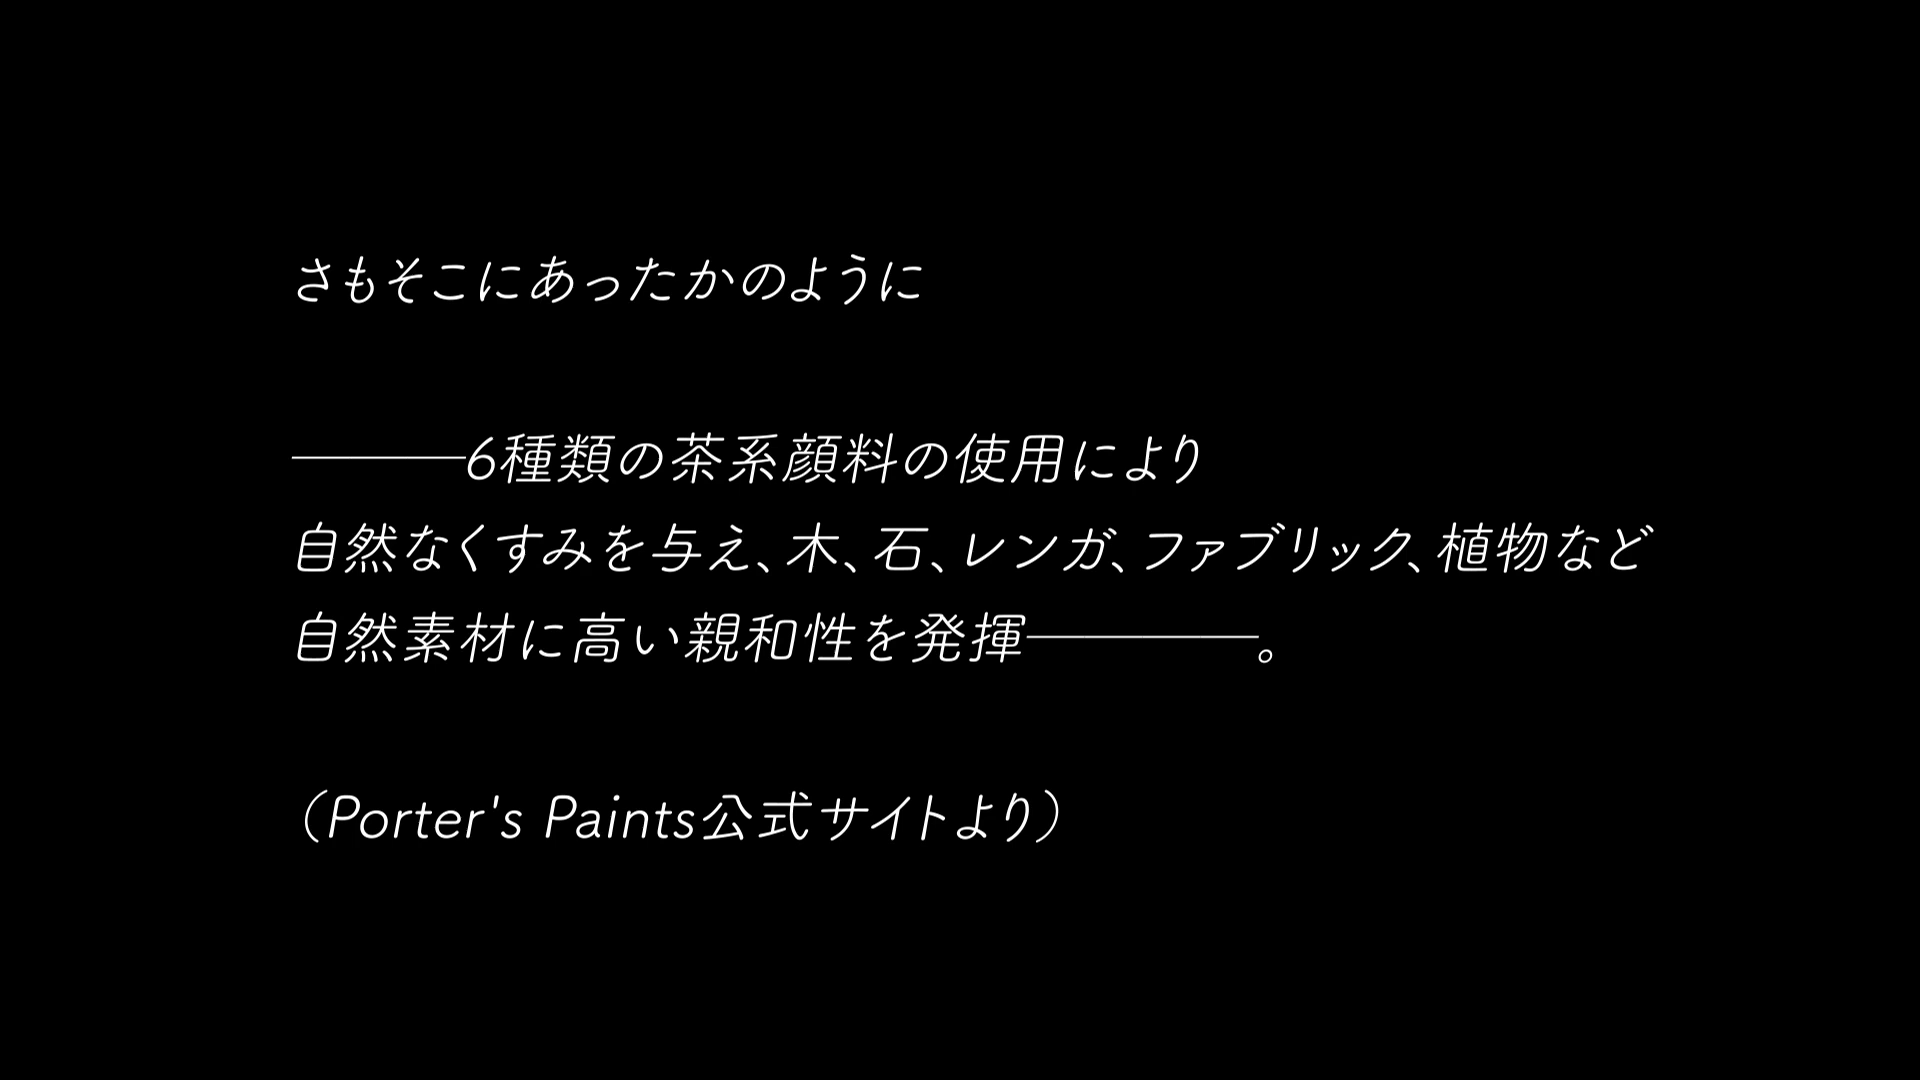 さもそこにあったかのように
―――6種類の茶系顔料の使用により
自然なくすみを与え、木、石、レンガ、ファブリック、植物など
自然素材に高い親和性を発揮――――。
（Porter's Paints公式サイトより）